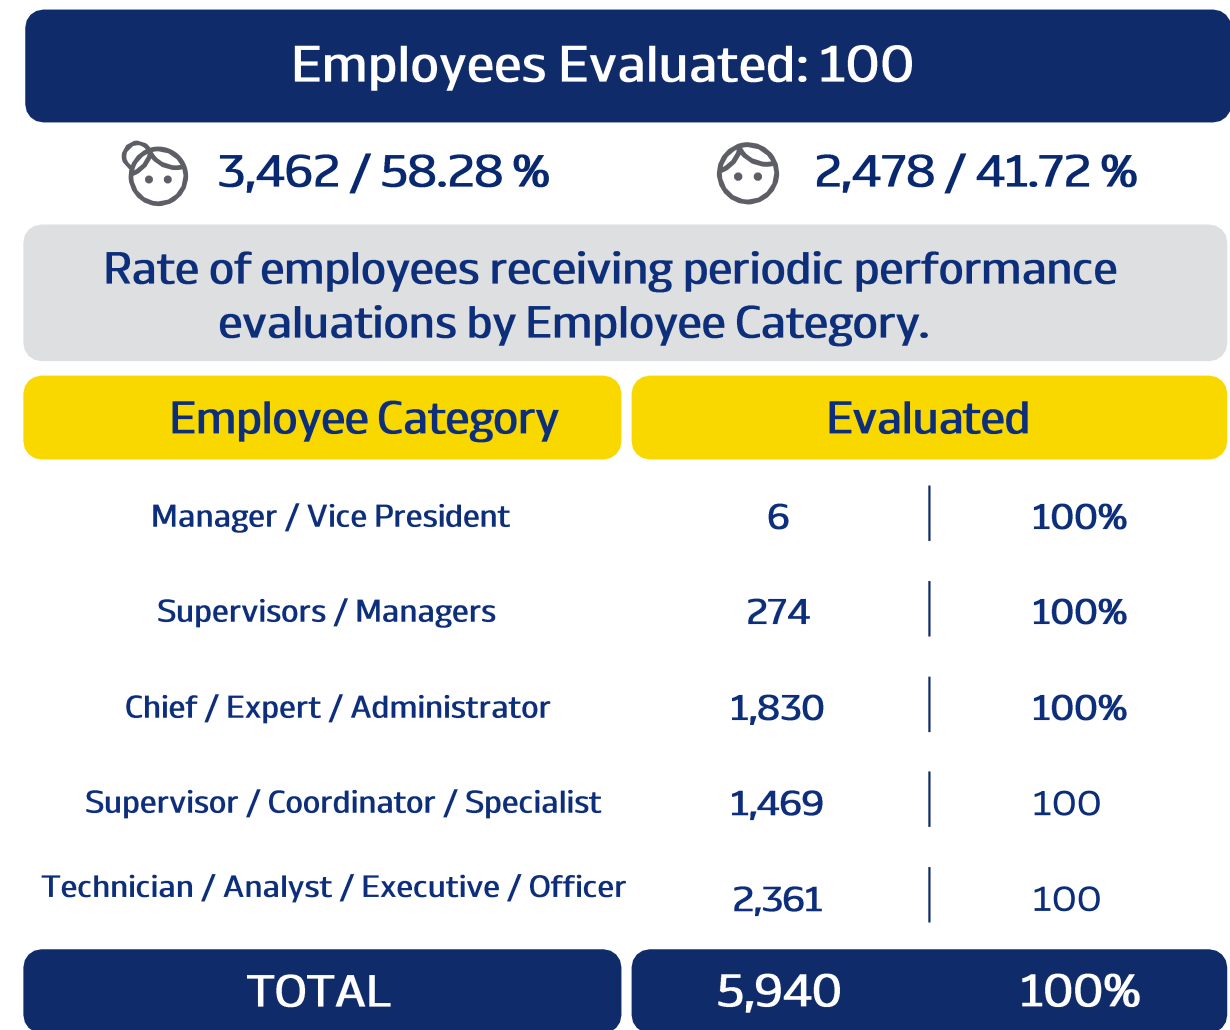 Employees Evaluated: 100
3,462 / 58.28 % 2,478 / 41.72 %
Rate of employees receiving periodic performance
evaluations by Employee Category.
Employee Category Evaluated
Manager / Vice President 6 100%
Supervisors / Managers 274 100%
Chief / Expert / Administrator 1,830 100%
Supervisor / Coordinator / Specialist 1,469 100
Technician / Analyst / Executive / Officer 2,361 100
TOTAL 5,940 100%